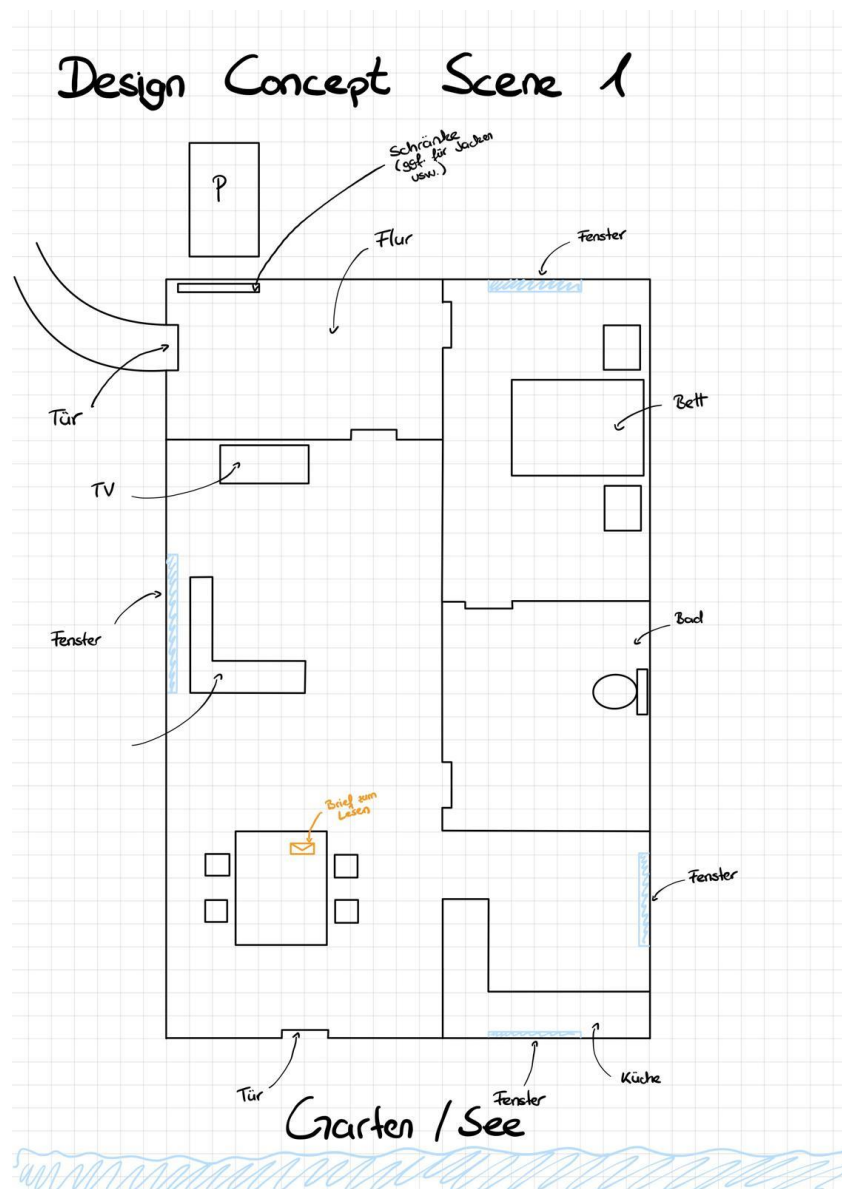 Design Concept Scene 1
Schränke
(ggf. für Jacken
usw.)
P
Flur
Fenster
Tür
Bett
TV
Fenster
Bad
Brief zum
Lesen
Fenster
Küche
Tür
Fenster
Garten / See